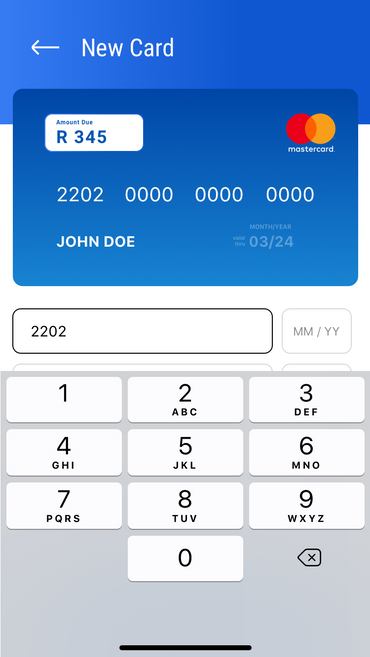 New Card
Amount Due
R 345
mastercard
2202 0000 0000 0000
MONTH/YEAR
JOHN DOE
VALID THRU 03/24
2202
MM / YY
1
2 ABC
3 DEF
4 GHI
5 JKL
6 MNO
7 PQRS
8 TUV
9 WXYZ
0